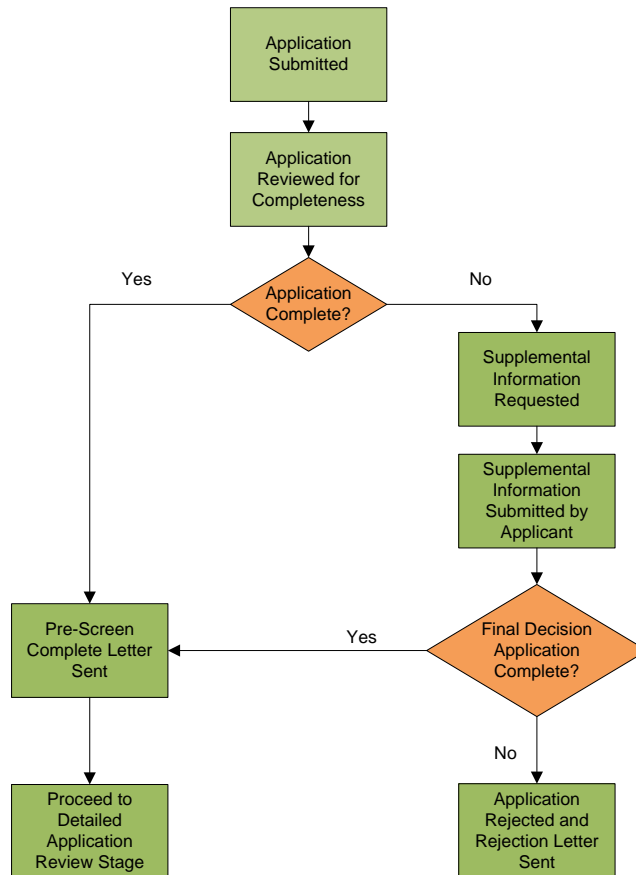 Application
Submitted
Application
Reviewed for
Completeness
Yes
Application
Complete?
No
Supplemental
Information
Requested
Supplemental
Information
Submitted by
Applicant
Pre-Screen
Complete Letter
Sent
Yes
Final Decision
Application
Complete?
No
Proceed to
Detailed
Application
Review Stage
Application
Rejected and
Rejection Letter
Sent